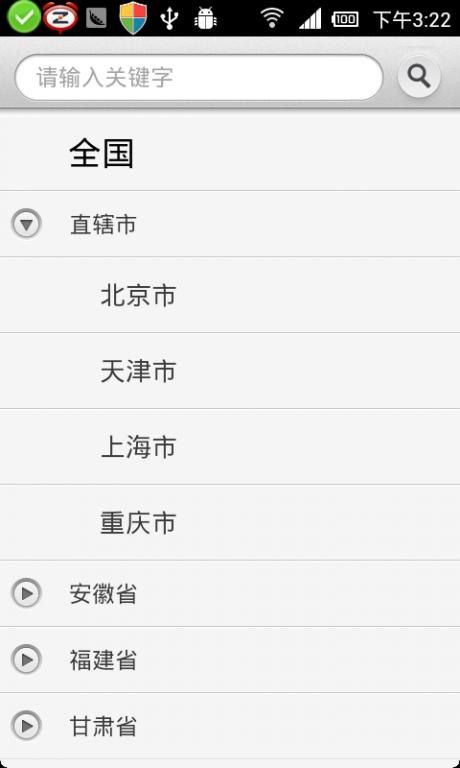 100 下午3:22
请输入关键字
全国
直辖市
北京市
天津市
上海市
重庆市
安徽省
福建省
甘肃省